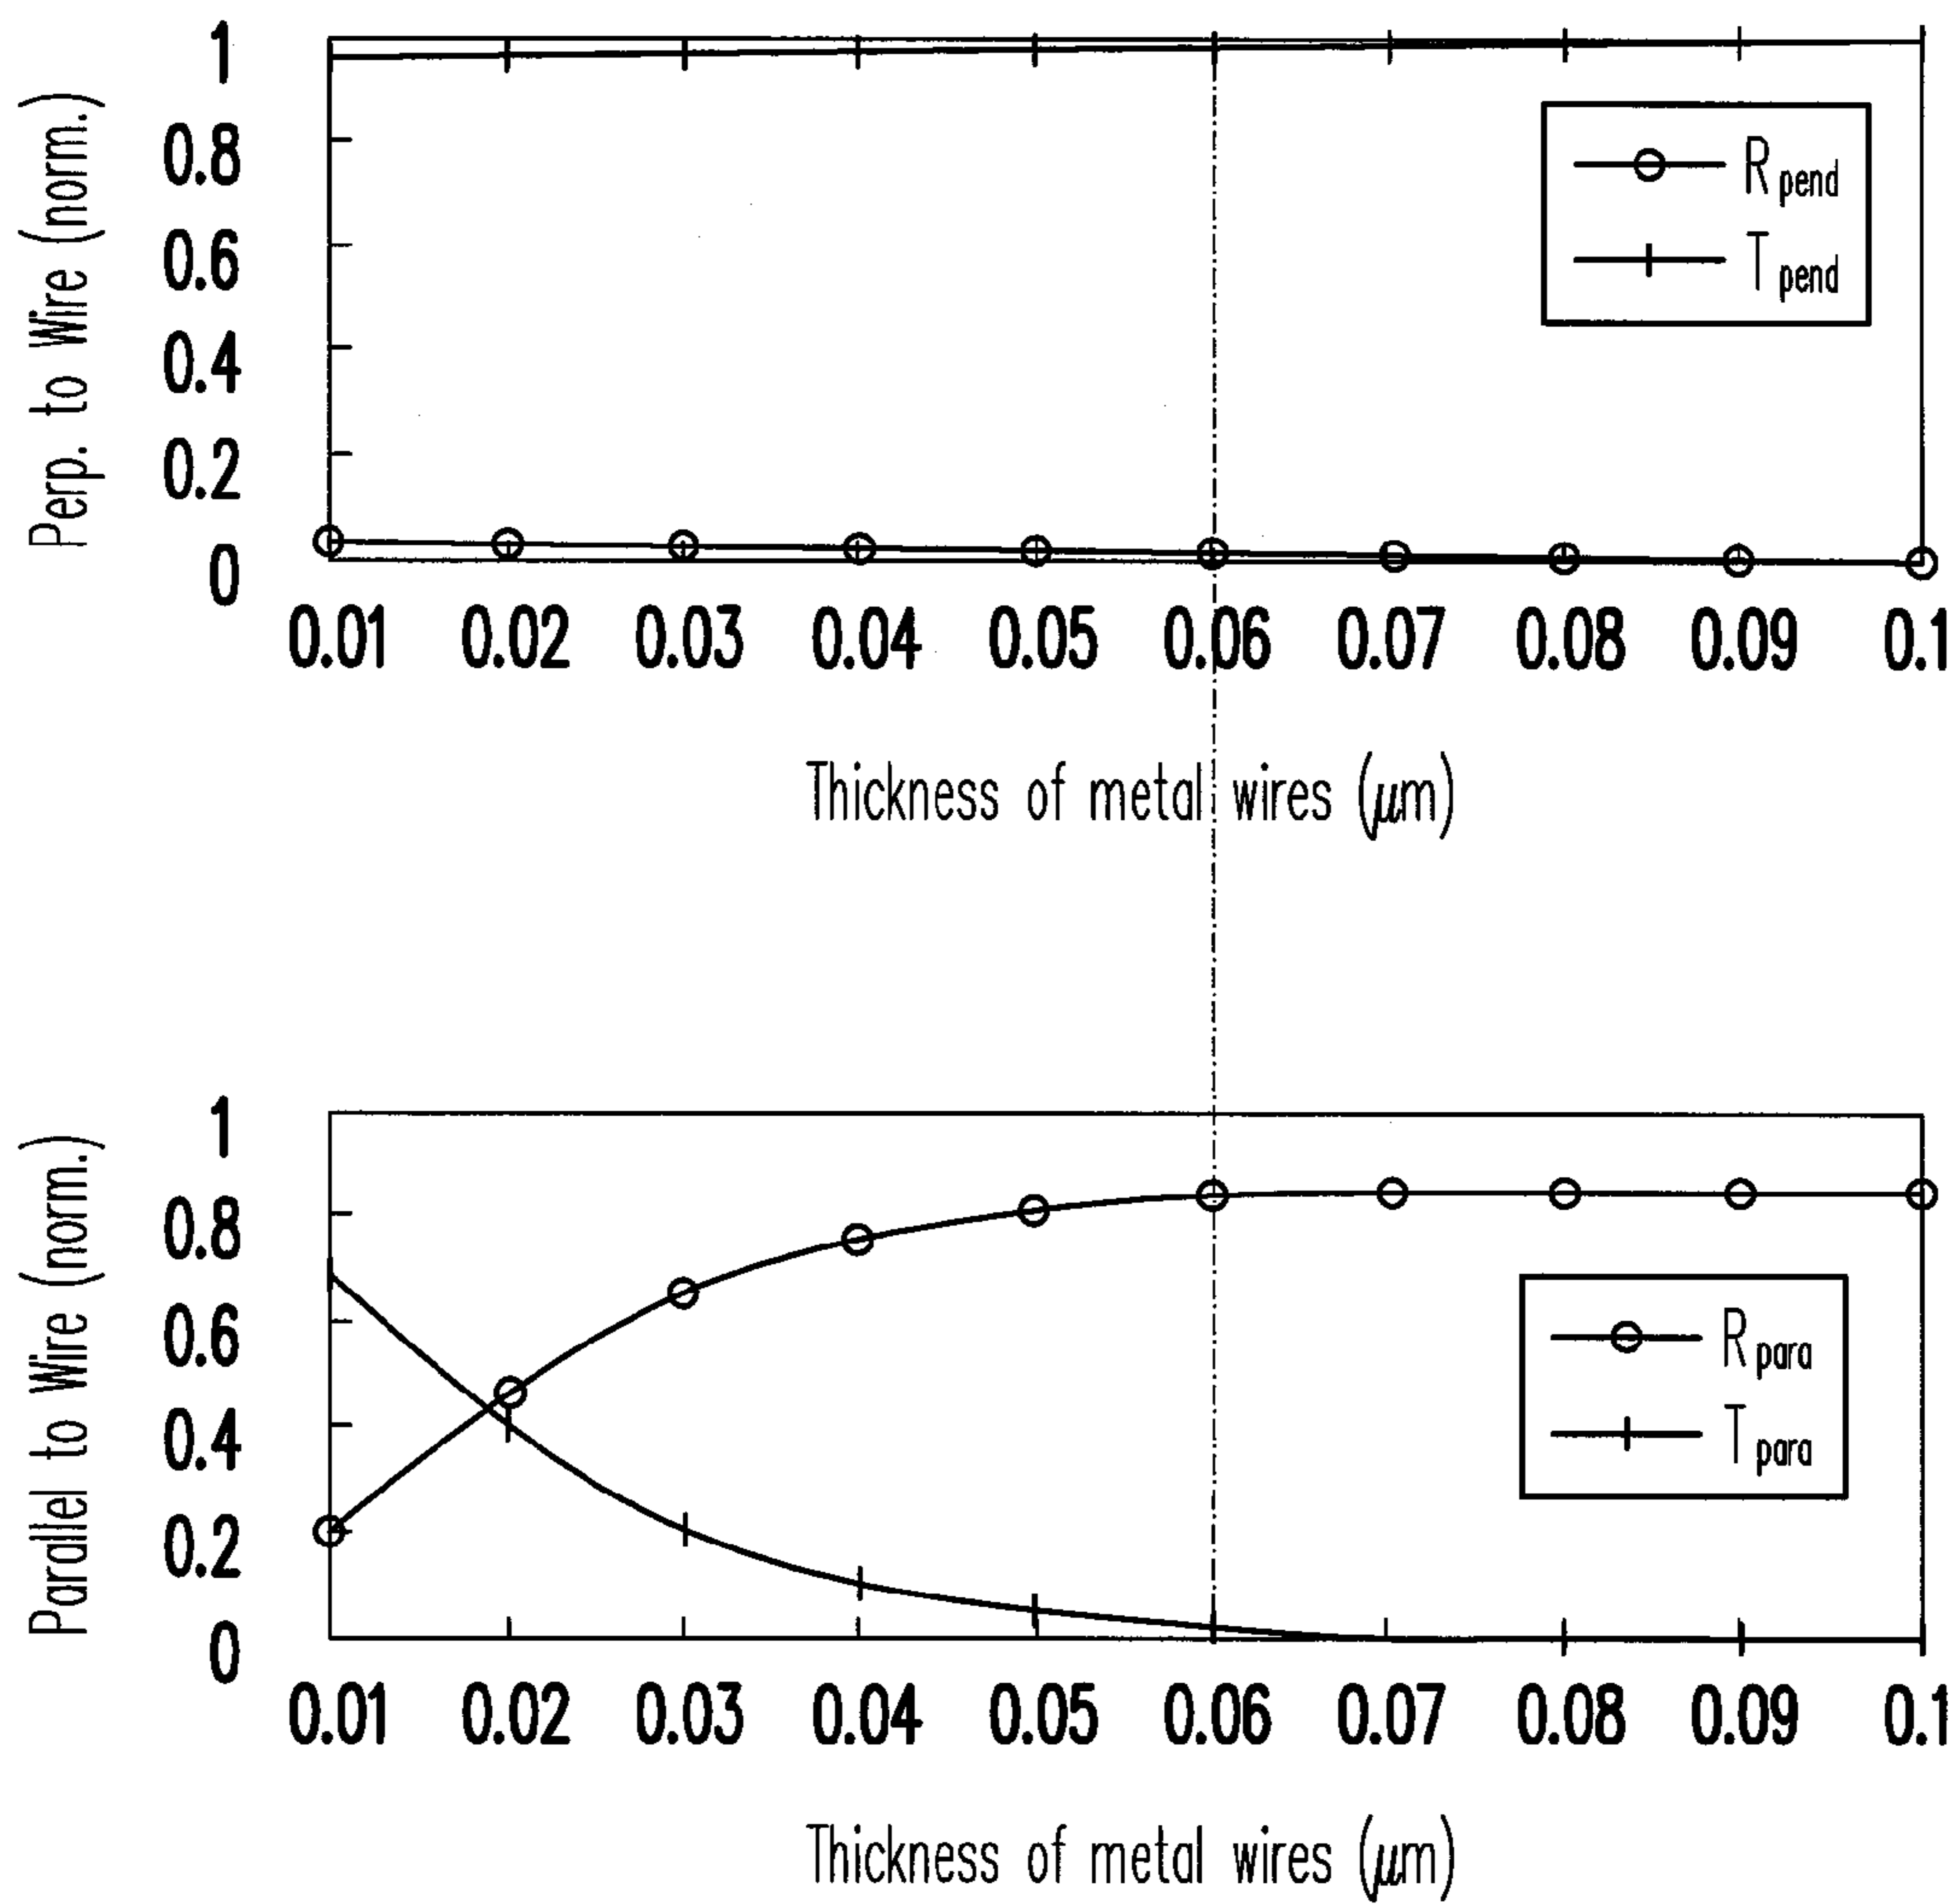 Perp. to Wire (norm.)
1
0.8
0.6
0.4
0.2
0
R pend
T pend
0.01 0.02 0.03 0.04 0.05 0.06 0.07 0.08 0.09 0.1
Thickness of metal wires (μm)
Parallel to Wire (norm.)
1
0.8
0.6
0.4
0.2
0
R para
T para
0.01 0.02 0.03 0.04 0.05 0.06 0.07 0.08 0.09 0.1
Thickness of metal wires (μm)